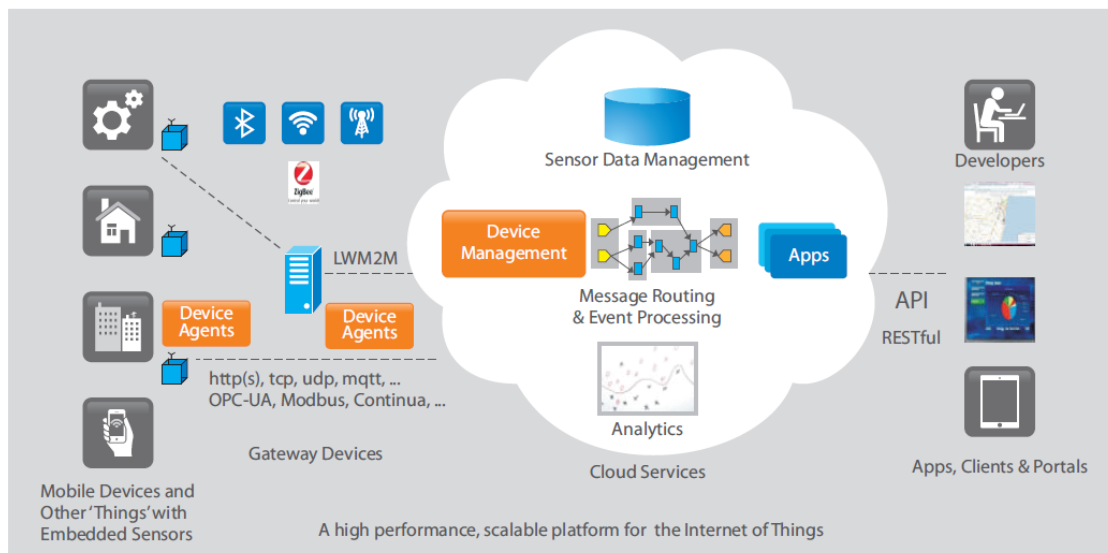 Sensor Data Management
Developers
ZigBee
Device
Management
LWM2M
Apps
Message Routing
& Event Processing
API
RESTful
Device
Agents
Device
Agents
http(s), tcp, udp, mqtt, ...
OPC-UA, Modbus, Continua, ...
Analytics
Gateway Devices
Cloud Services
Apps, Clients & Portals
Mobile Devices and
Other ‘Things’ with
Embedded Sensors
A high performance, scalable platform for the Internet of Things